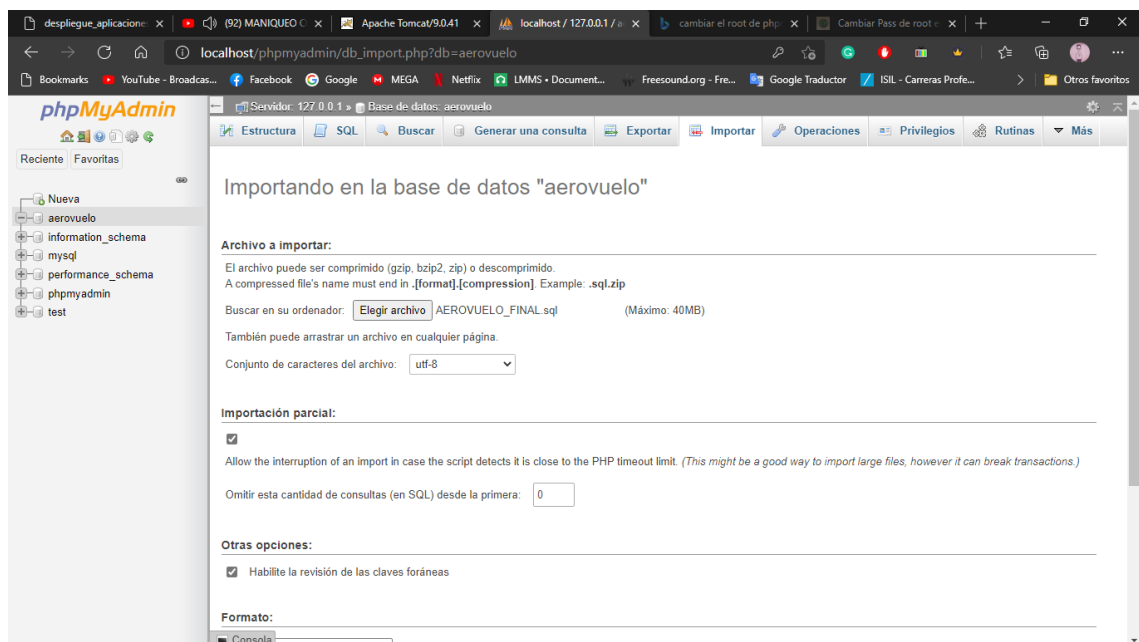 despliegue_aplicacione
(92) MANIQUEO
Apache Tomcat/9.0.41
localhost / 127.0.0.1 / a
cambiar el root de php
Cambiar Pass de root e
localhost/phpmyadmin/db_import.php?db=aerovuelo
Bookmarks YouTube - Broadcas... Facebook Google MEGA Netflix LMMS • Document... Freesound.org - Fre... Google Traductor ISIL - Carreras Profe... Otros favoritos
phpMyAdmin
Reciente Favoritas
Nueva
aerovuelo
information_schema
mysql
performance_schema
phpmyadmin
test
Servidor: 127.0.0.1 » Base de datos: aerovuelo
Estructura SQL Buscar Generar una consulta Exportar Importar Operaciones Privilegios Rutinas Más
Importando en la base de datos "aerovuelo"
Archivo a importar:
El archivo puede ser comprimido (gzip, bzip2, zip) o descomprimido.
A compressed file's name must end in .[format].[compression]. Example: .sql.zip
Buscar en su ordenador: Elegir archivo AEROVUELO_FINAL.sql (Máximo: 40MB)
También puede arrastrar un archivo en cualquier página.
Conjunto de caracteres del archivo: utf-8
Importación parcial:
Allow the interruption of an import in case the script detects it is close to the PHP timeout limit. (This might be a good way to import large files, however it can break transactions.)
Omitir esta cantidad de consultas (en SQL) desde la primera: 0
Otras opciones:
Habilite la revisión de las claves foráneas
Formato:
Consola